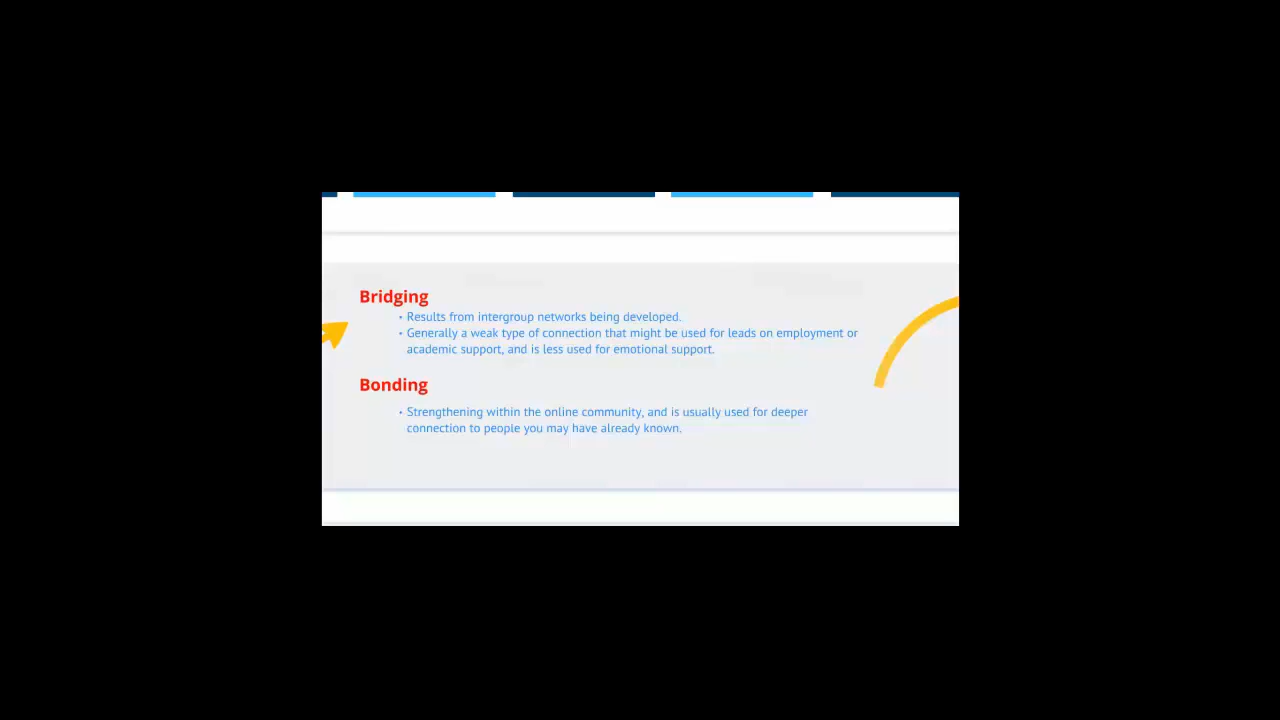 Bridging
• Results from intergroup networks being developed.
• Generally a weak type of connection that might be used for leads on employment or
academic support, and is less used for emotional support.
Bonding
• Strengthening within the online community, and is usually used for deeper
connection to people you may have already known.